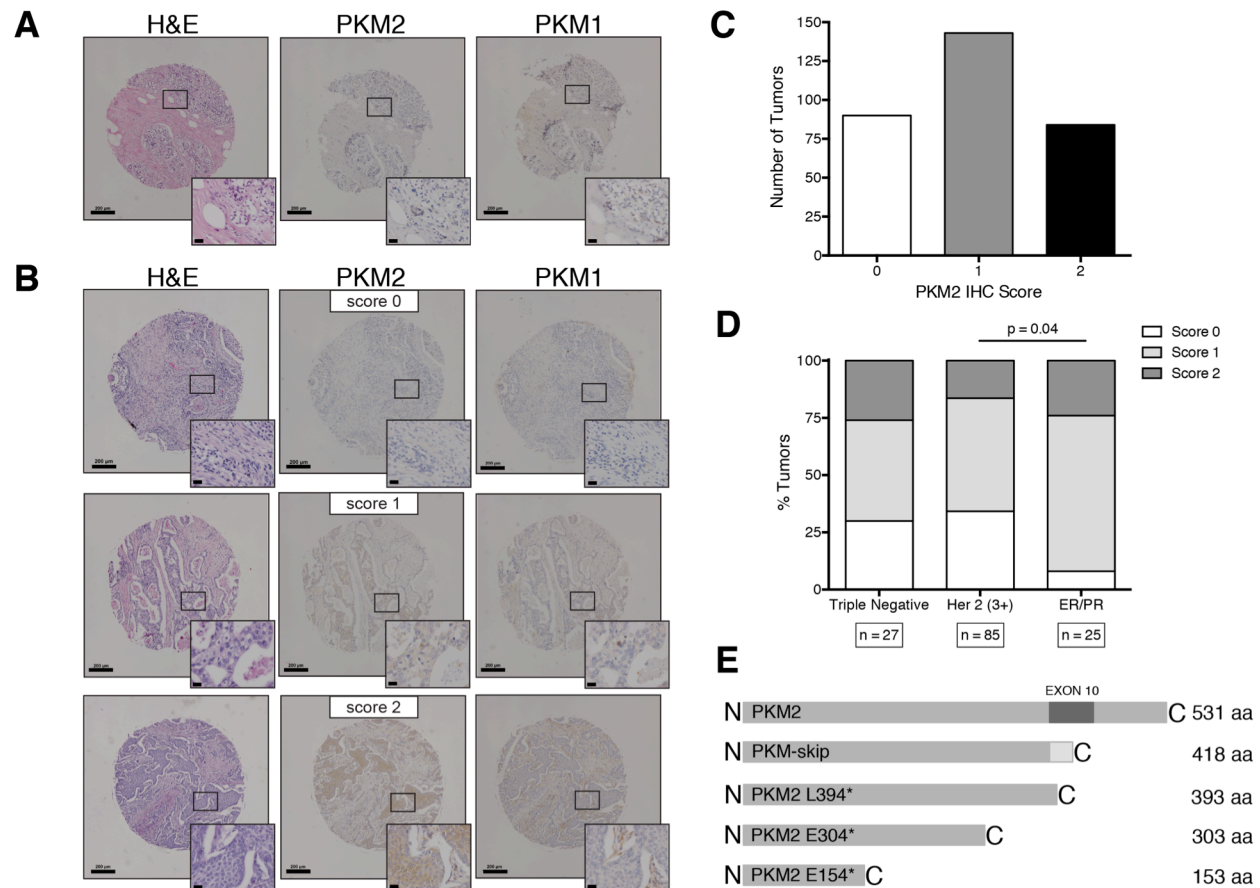 A
H&E PKM2 PKM1
200 μm 200 μm 200 μm
B
H&E PKM2 PKM1
score 0
200 μm 200 μm 200 μm
score 1
200 μm 200 μm 200 μm
score 2
200 μm 200 μm 200 μm
C
Number of Tumors
150
125
100
75
50
25
0
0 1 2
PKM2 IHC Score
D
p = 0.04
Score 0
Score 1
Score 2
% Tumors
100
75
50
25
0
Triple Negative Her 2 (3+) ER/PR
n = 27 n = 85 n = 25
E
EXON 10
N PKM2 C 531 aa
N PKM-skip C 418 aa
N PKM2 L394* C 393 aa
N PKM2 E304* C 303 aa
N PKM2 E154* C 153 aa